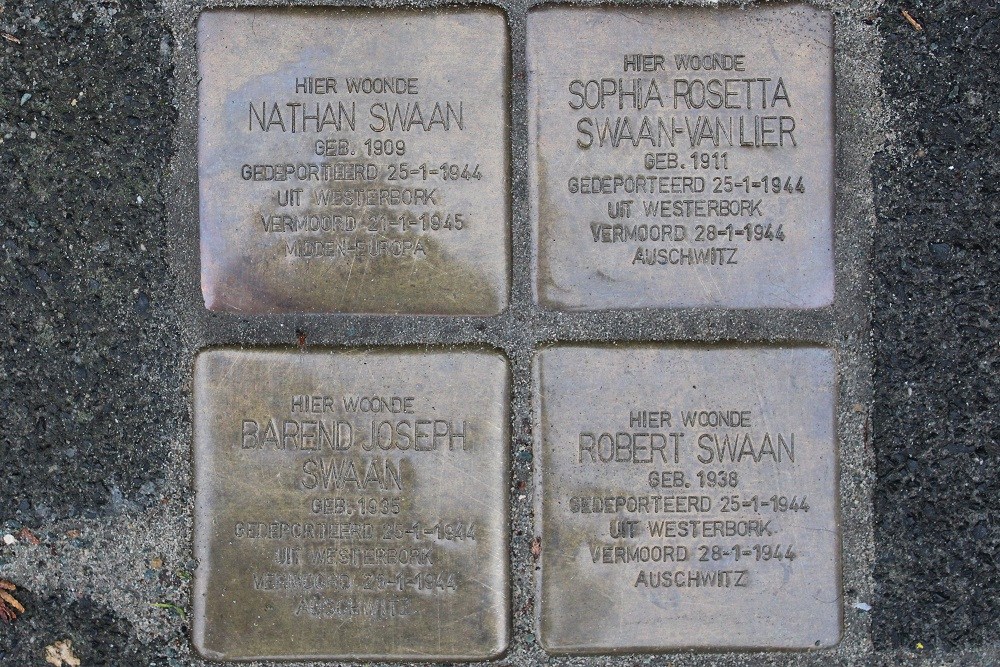 HIER WOONDE
NATHAN SWAAN
GEB. 1909
GEDEPORTEERD 25-1-1944
UIT WESTERBORK
VERMOORD 21-1-1945
MIDDEN-EUROPA
HIER WOONDE
SOPHIA ROSETTA
SWAAN-VAN LIER
GEB. 1911
GEDEPORTEERD 25-1-1944
UIT WESTERBORK
VERMOORD 28-1-1944
AUSCHWITZ
HIER WOONDE
BAREND JOSEPH
SWAAN
GEB. 1935
GEDEPORTEERD 25-1-1944
UIT WESTERBORK
VERMOORD 28-1-1944
AUSCHWITZ
HIER WOONDE
ROBERT SWAAN
GEB. 1938
GEDEPORTEERD 25-1-1944
UIT WESTERBORK
VERMOORD 28-1-1944
AUSCHWITZ